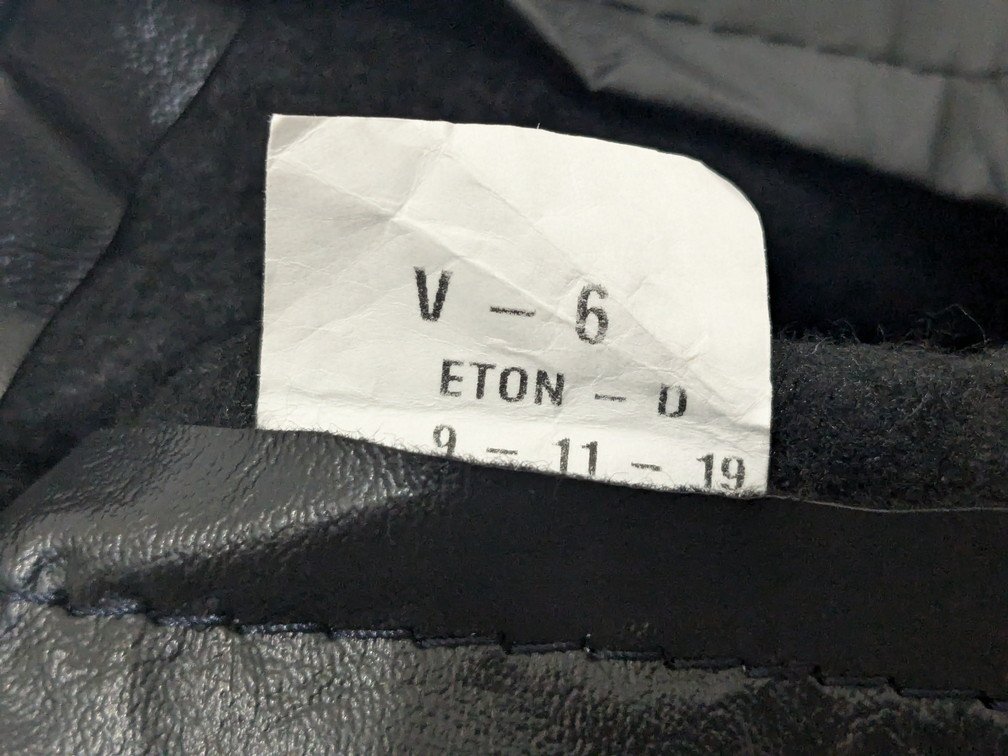 V – 6
ETON – D
9 – 11 – 19